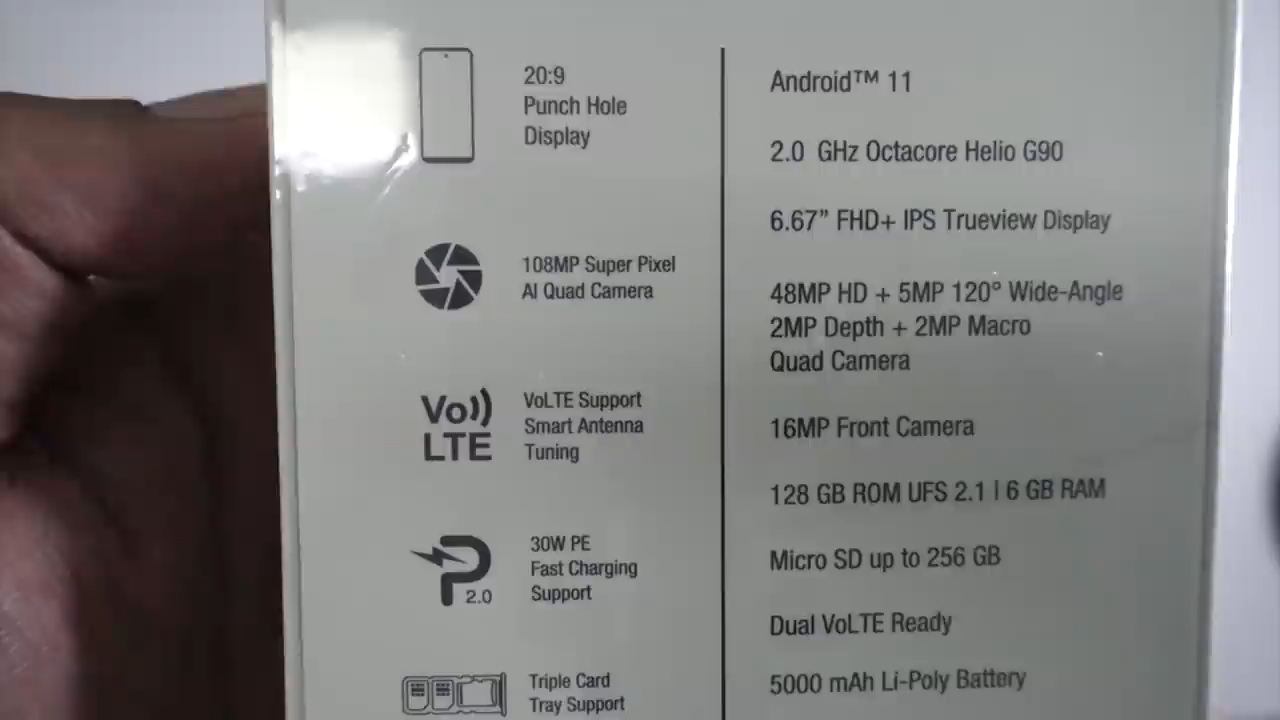 20:9
Punch Hole
Display
108MP Super Pixel
AI Quad Camera
Vo))
LTE
VoLTE Support
Smart Antenna
Tuning
P
2.0
30W PE
Fast Charging
Support
Triple Card
Tray Support
Android™ 11
2.0 GHz Octacore Helio G90
6.67” FHD+ IPS Trueview Display
48MP HD + 5MP 120° Wide-Angle
2MP Depth + 2MP Macro
Quad Camera
16MP Front Camera
128 GB ROM UFS 2.1 | 6 GB RAM
Micro SD up to 256 GB
Dual VoLTE Ready
5000 mAh Li-Poly Battery